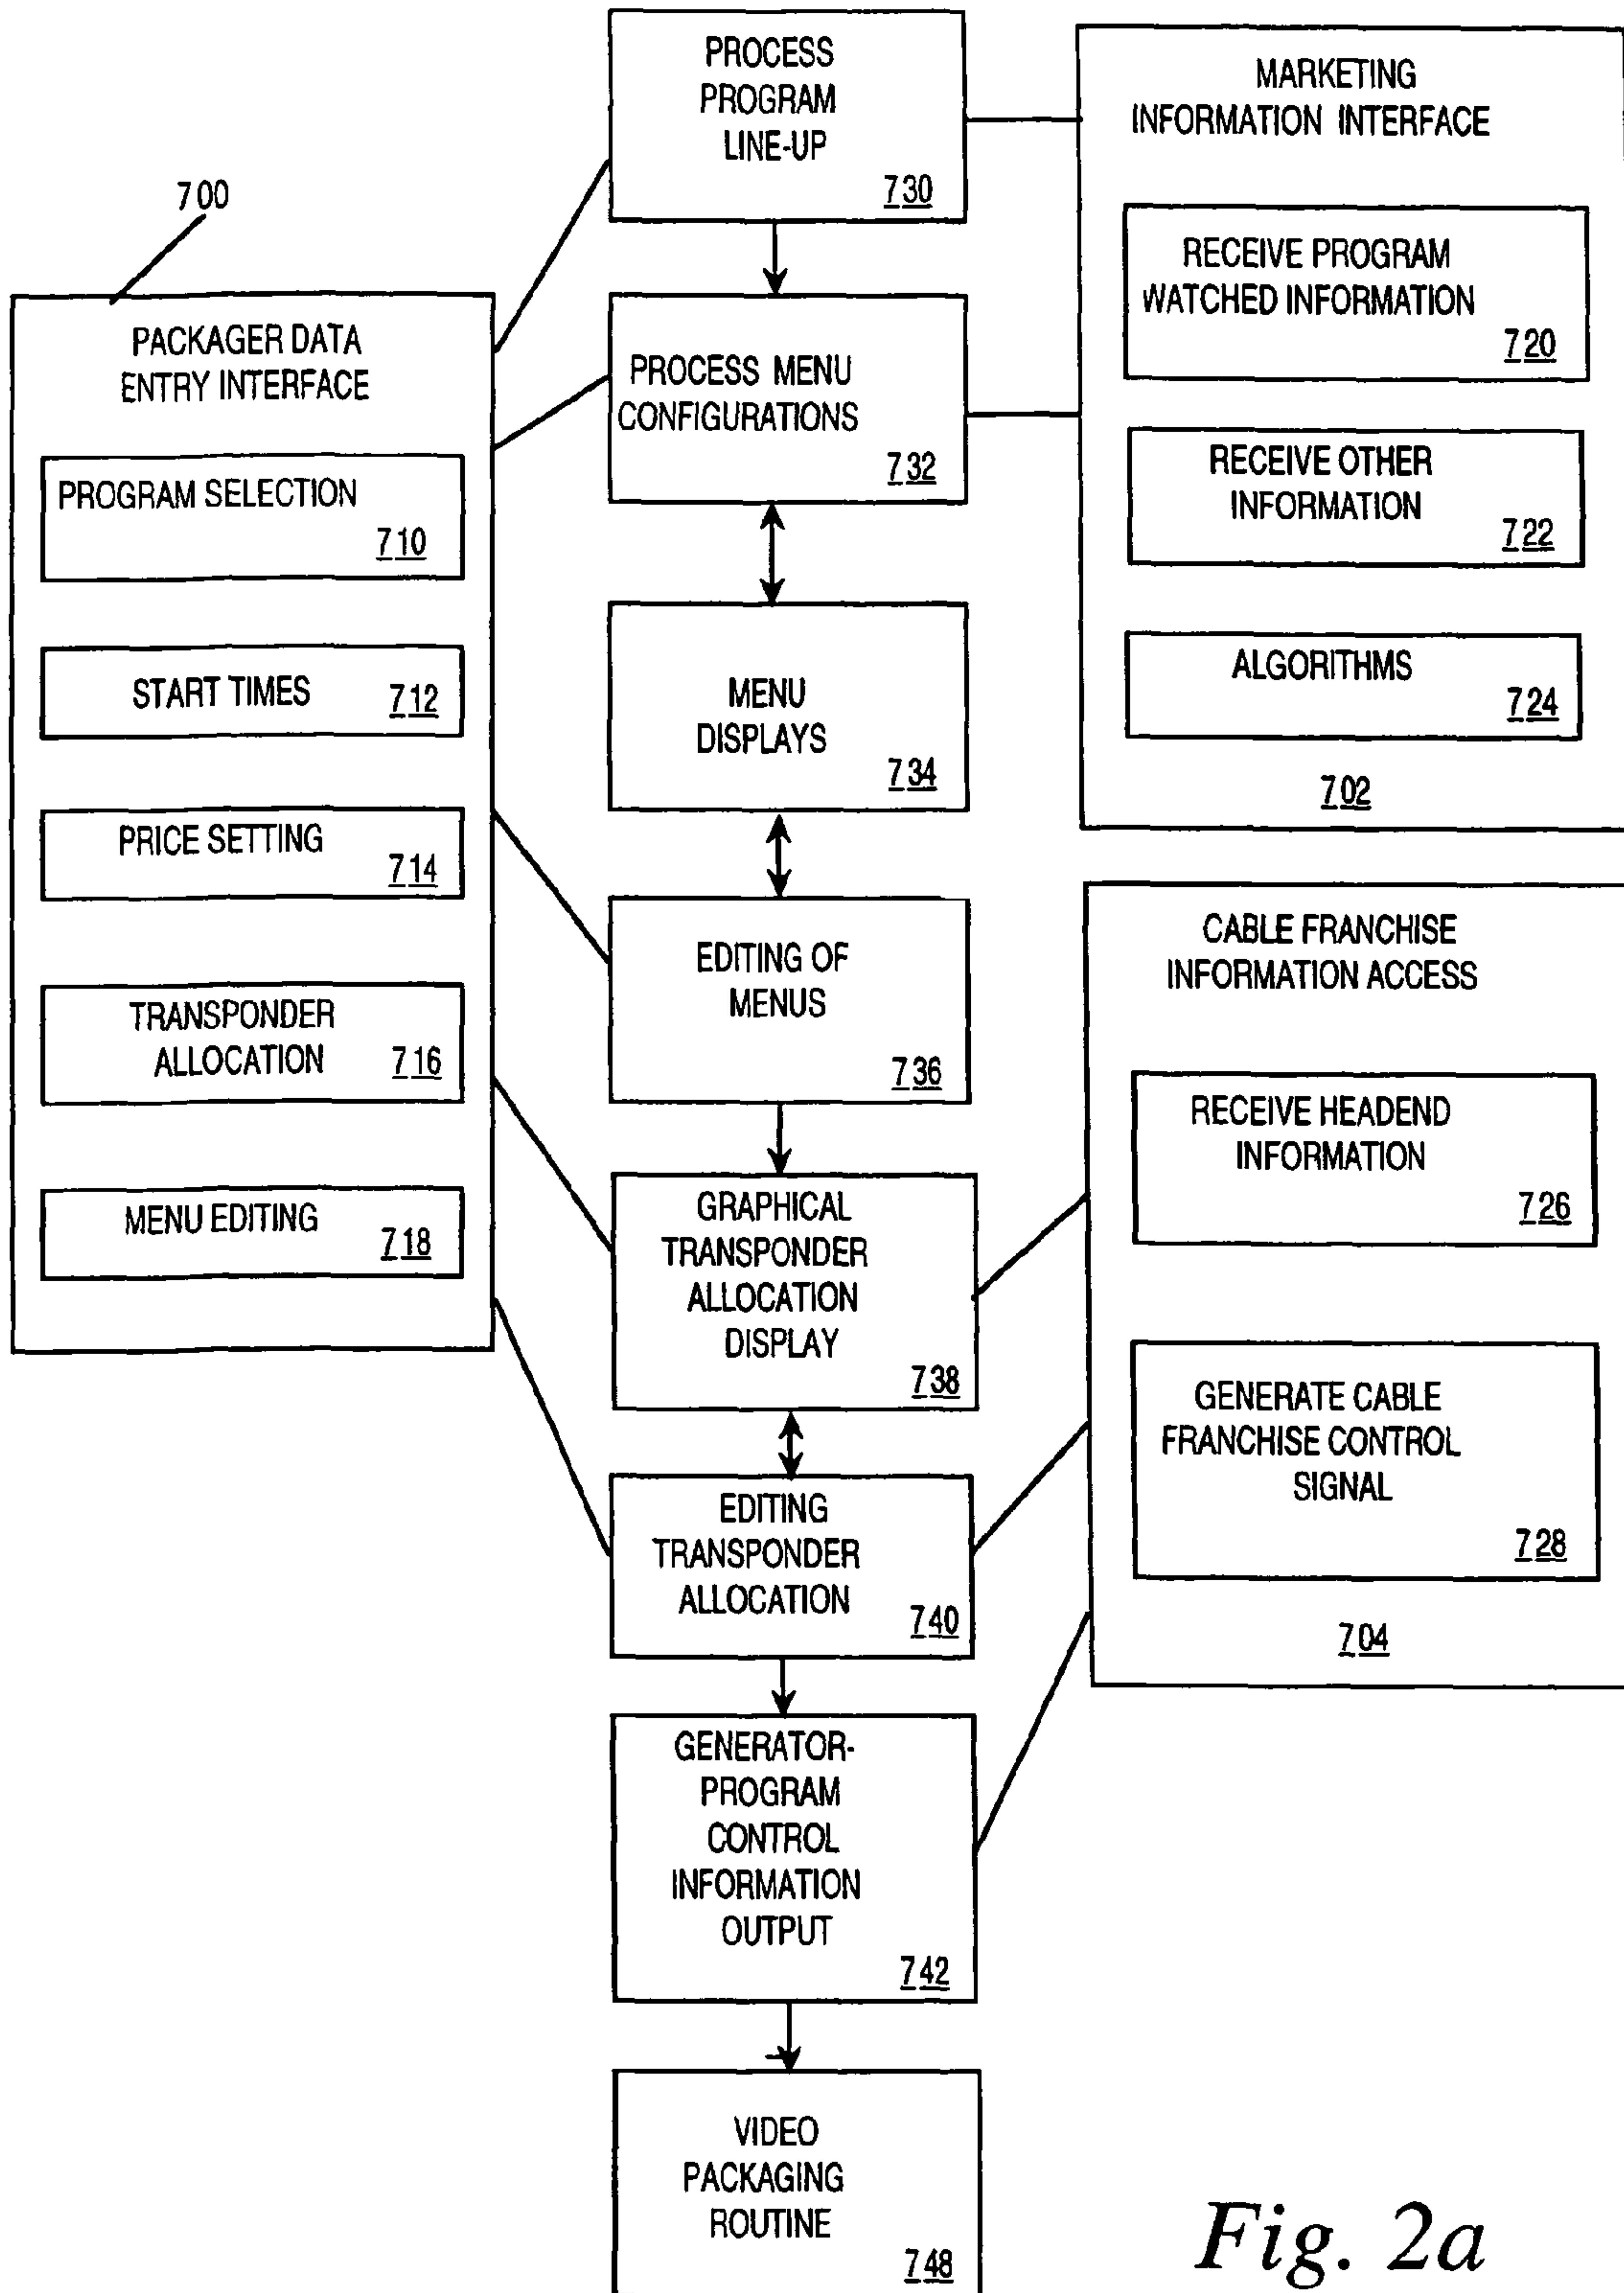 700
PACKAGER DATA
ENTRY INTERFACE
PROGRAM SELECTION
710
START TIMES 712
PRICE SETTING
714
TRANSPONDER
ALLOCATION 716
MENU EDITING
718
PROCESS
PROGRAM
LINE-UP
730
PROCESS MENU
CONFIGURATIONS
732
MENU
DISPLAYS
734
EDITING OF
MENUS
736
GRAPHICAL
TRANSPONDER
ALLOCATION
DISPLAY
738
EDITING
TRANSPONDER
ALLOCATION
740
GENERATOR-
PROGRAM
CONTROL
INFORMATION
OUTPUT
742
VIDEO
PACKAGING
ROUTINE
748
MARKETING
INFORMATION INTERFACE
RECEIVE PROGRAM
WATCHED INFORMATION
720
RECEIVE OTHER
INFORMATION
722
ALGORITHMS
724
702
CABLE FRANCHISE
INFORMATION ACCESS
RECEIVE HEADEND
INFORMATION
726
GENERATE CABLE
FRANCHISE CONTROL
SIGNAL
728
704
Fig. 2a